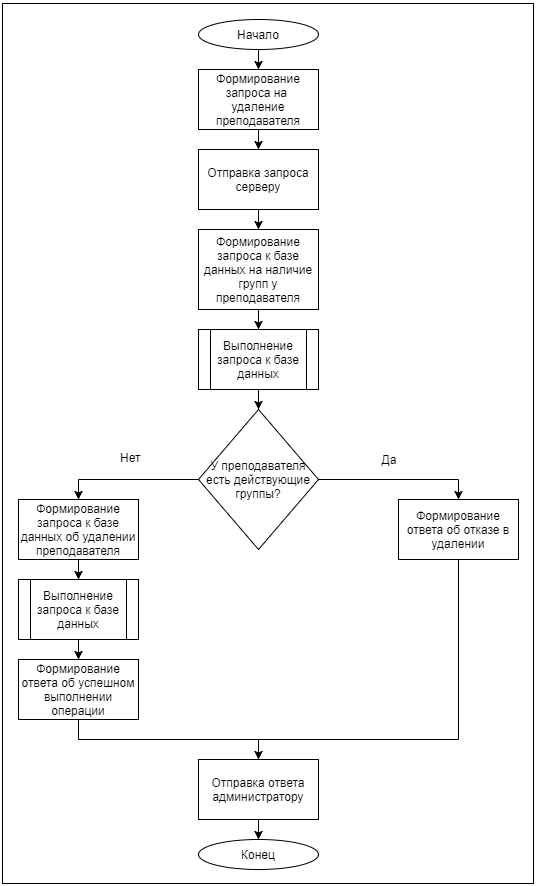 Начало
Формирование
запроса на
удаление
преподавателя
Отправка запроса
серверу
Формирование
запроса к базе
данных на наличие
групп у
преподавателя
Выполнение
запроса к базе
данных
У преподавателя
есть действующие
группы?
Нет
Да
Формирование
запроса к базе
данных об удалении
преподавателя
Выполнение
запроса к базе
данных
Формирование
ответа об успешном
выполнении
операции
Формирование
ответа об отказе в
удалении
Отправка ответа
администратору
Конец